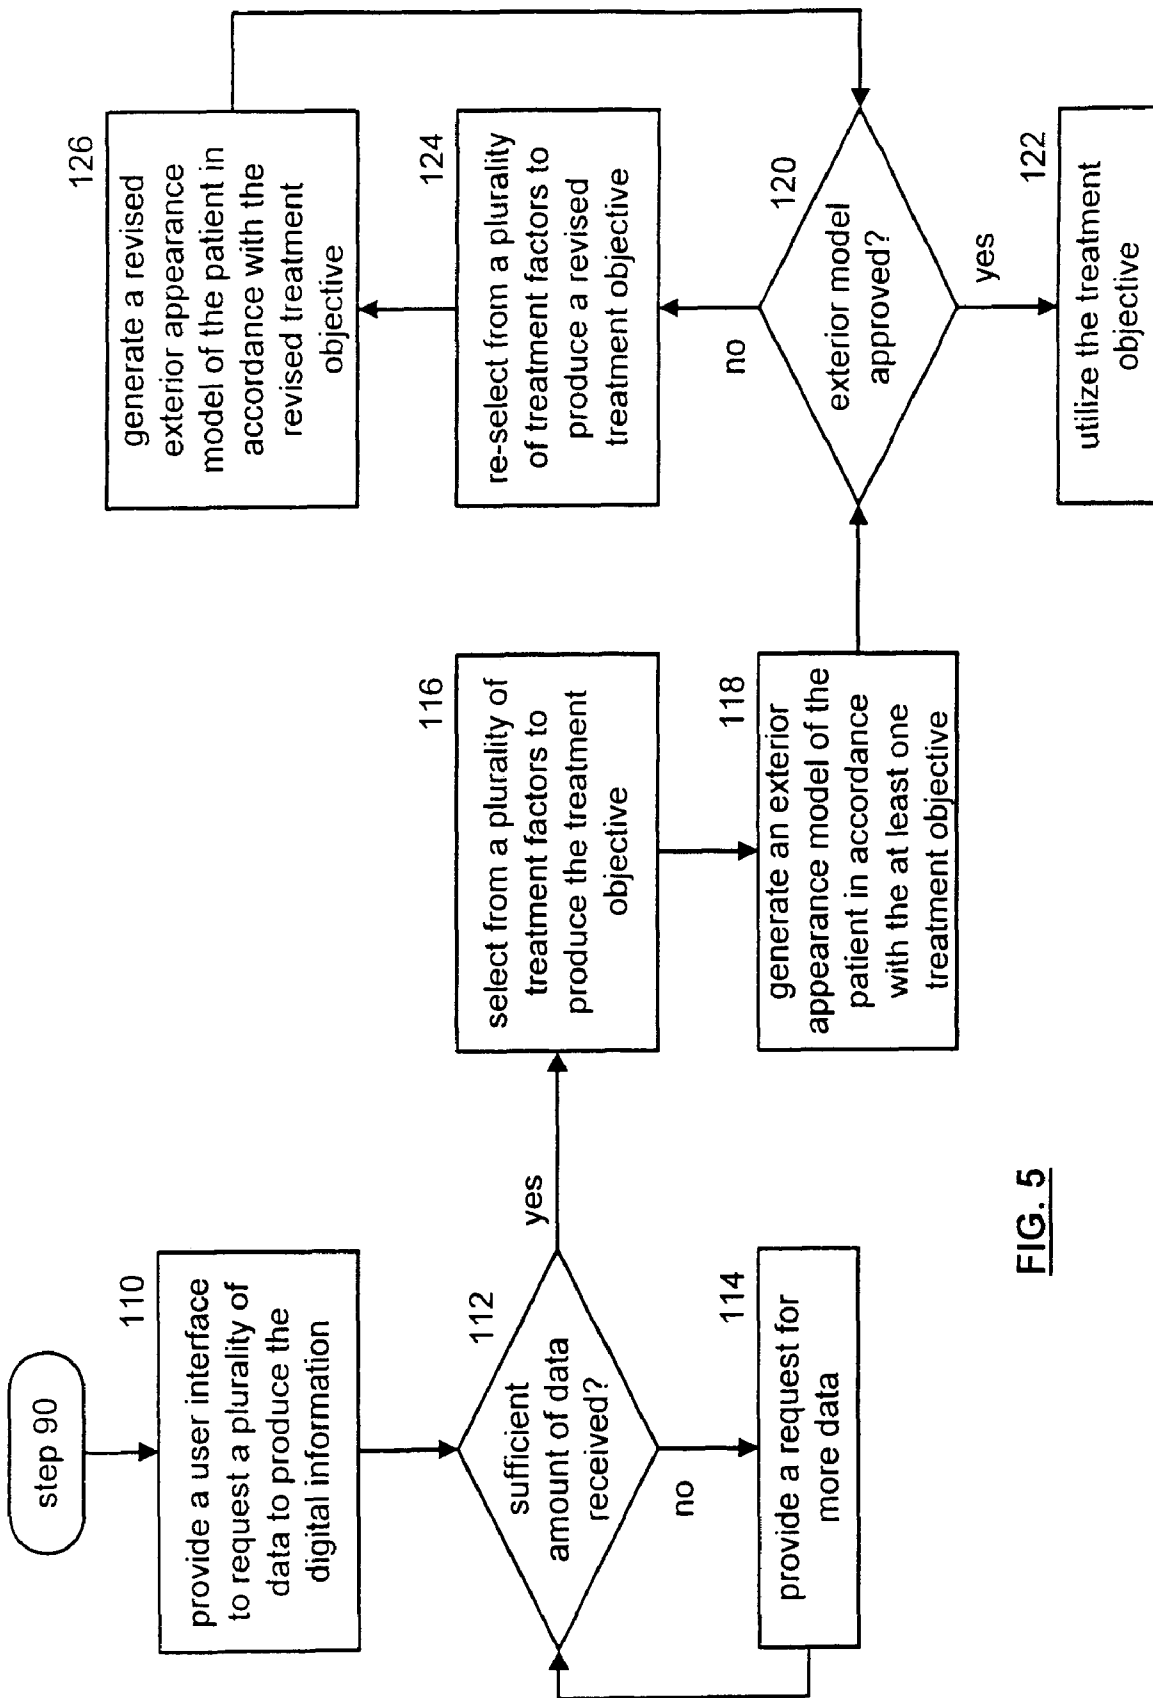 step 90
110
provide a user interface
to request a plurality of
data to produce the
digital information
112
sufficient
amount of data
received?
yes
no
114
provide a request for
more data
116
select from a plurality of
treatment factors to
produce the treatment
objective
118
generate an exterior
appearance model of the
patient in accordance
with the at least one
treatment objective
120
exterior model
approved?
no
yes
122
utilize the treatment
objective
124
re-select from a plurality
of treatment factors to
produce a revised
treatment objective
126
generate a revised
exterior appearance
model of the patient in
accordance with the
revised treatment
objective
FIG. 5